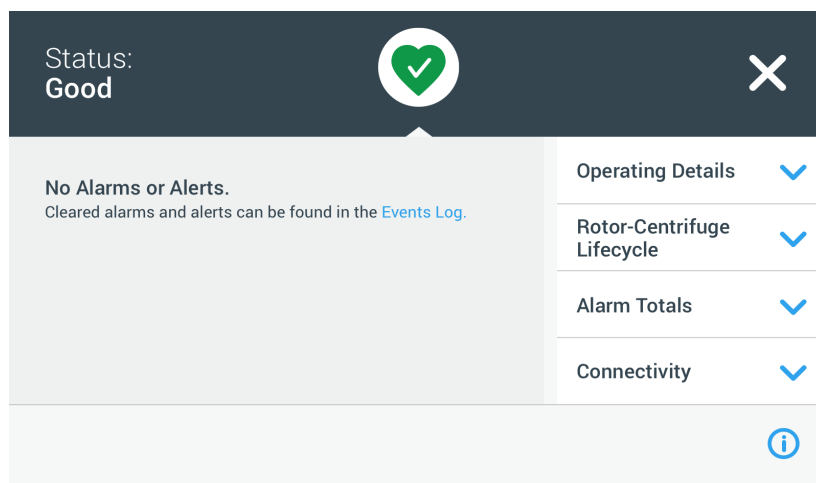 Status:
Good
No Alarms or Alerts.
Cleared alarms and alerts can be found in the Events Log.
Operating Details
Rotor-Centrifuge
Lifecycle
Alarm Totals
Connectivity